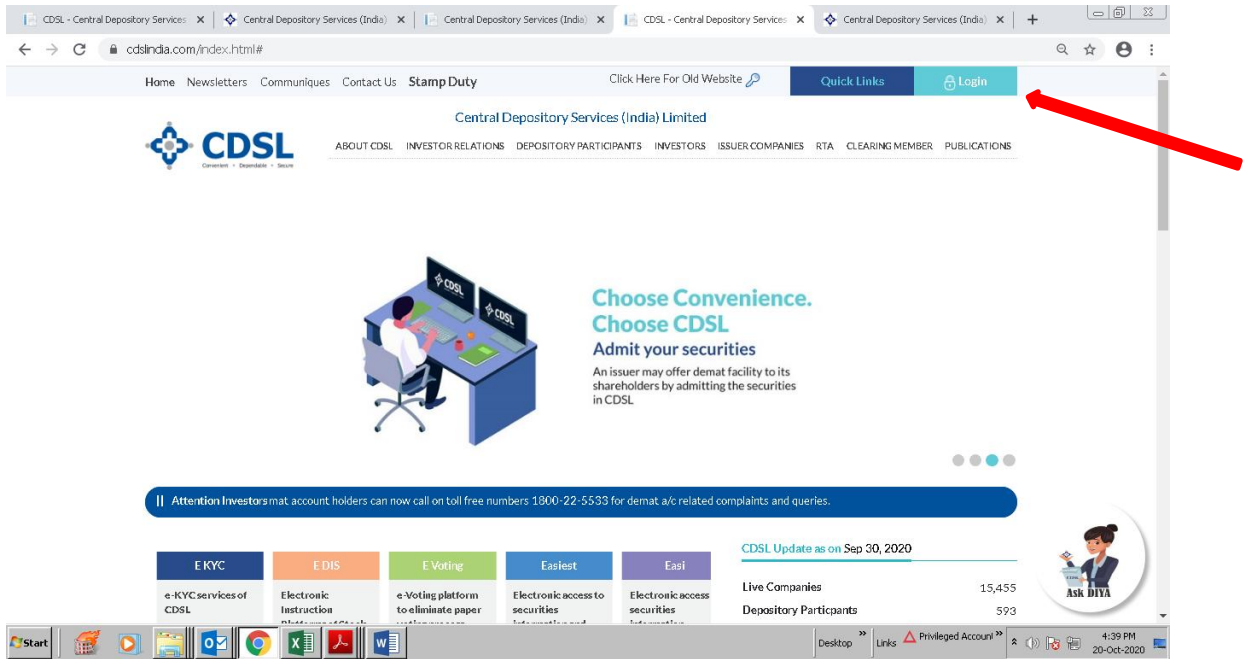 CDSL - Central Depository Services
Central Depository Services (India)
Central Depository Services (India)
CDSL - Central Depository Services
Central Depository Services (India)
cdslindia.com/index.html#
Home Newsletters Communiques Contact Us Stamp Duty Click Here For Old Website Quick Links Login
Central Depository Services (India) Limited
CDSL
Convenient • Dependable • Secure
ABOUT CDSL INVESTOR RELATIONS DEPOSITORY PARTICIPANTS INVESTORS ISSUER COMPANIES RTA CLEARING MEMBER PUBLICATIONS
CDSL
CDSL
Choose Convenience.
Choose CDSL
Admit your securities
An issuer may offer demat facility to its
shareholders by admitting the securities
in CDSL
Attention Investors mat account holders can now call on toll free numbers 1800-22-5533 for demat a/c related complaints and queries.
CDSL Update as on Sep 30, 2020
E KYC E DIS E Voting Easiest Easi
Live Companies 15,455
Depository Particpants 593
e-KYC services of
CDSL
Electronic
Instruction
e-Voting platform
to eliminate paper
Electronic access to
securities
information and
Electronic access
securities
information
Ask DIYA
Start
Desktop » Links Privileged Account »
4:39 PM
20-Oct-2020